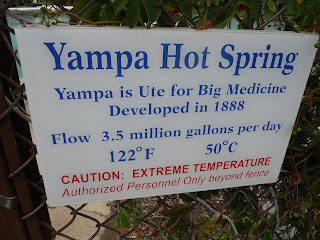 Yampa Hot Spring
Yampa is Ute for Big Medicine
Developed in 1888
Flow 3.5 million gallons per day
122°F 50°C
CAUTION: EXTREME TEMPERATURE
Authorized Personnel Only beyond fence